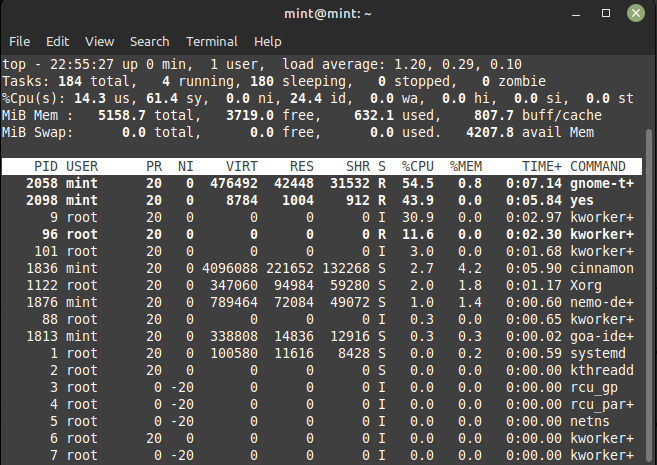 mint@mint: ~
File Edit View Search Terminal Help
top - 22:55:27 up 0 min,  1 user,  load average: 1.20, 0.29, 0.10
Tasks: 184 total,   4 running, 180 sleeping,   0 stopped,   0 zombie
%Cpu(s): 14.3 us, 61.4 sy,  0.0 ni, 24.4 id,  0.0 wa,  0.0 hi,  0.0 si,  0.0 st
MiB Mem :   5158.7 total,   3719.0 free,    632.1 used,    807.7 buff/cache
MiB Swap:      0.0 total,      0.0 free,      0.0 used.   4207.8 avail Mem
PID USER      PR  NI    VIRT    RES    SHR S  %CPU  %MEM     TIME+ COMMAND
2058 mint      20   0  476492  42448  31532 R  54.5   0.8   0:07.14 gnome-t+
2098 mint      20   0    8784   1004    912 R  43.9   0.0   0:05.84 yes
9 root      20   0       0      0      0 I  30.9   0.0   0:02.97 kworker+
96 root      20   0       0      0      0 R  11.6   0.0   0:02.30 kworker+
101 root      20   0       0      0      0 I   3.0   0.0   0:01.68 kworker+
1836 mint      20   0 4096088 221652 132268 S   2.7   4.2   0:05.90 cinnamon
1122 root      20   0  347060  94984  59280 S   2.0   1.8   0:01.17 Xorg
1876 mint      20   0  789464  72084  49072 S   1.0   1.4   0:00.60 nemo-de+
88 root      20   0       0      0      0 I   0.3   0.0   0:00.65 kworker+
1813 mint      20   0  338808  14836  12916 S   0.3   0.3   0:00.02 goa-ide+
1 root      20   0  100580  11616   8428 S   0.0   0.2   0:00.59 systemd
2 root      20   0       0      0      0 S   0.0   0.0   0:00.00 kthreadd
3 root       0 -20       0      0      0 I   0.0   0.0   0:00.00 rcu_gp
4 root       0 -20       0      0      0 I   0.0   0.0   0:00.00 rcu_par+
5 root       0 -20       0      0      0 I   0.0   0.0   0:00.00 netns
6 root      20   0       0      0      0 I   0.0   0.0   0:00.00 kworker+
7 root       0 -20       0      0      0 I   0.0   0.0   0:00.00 kworker+